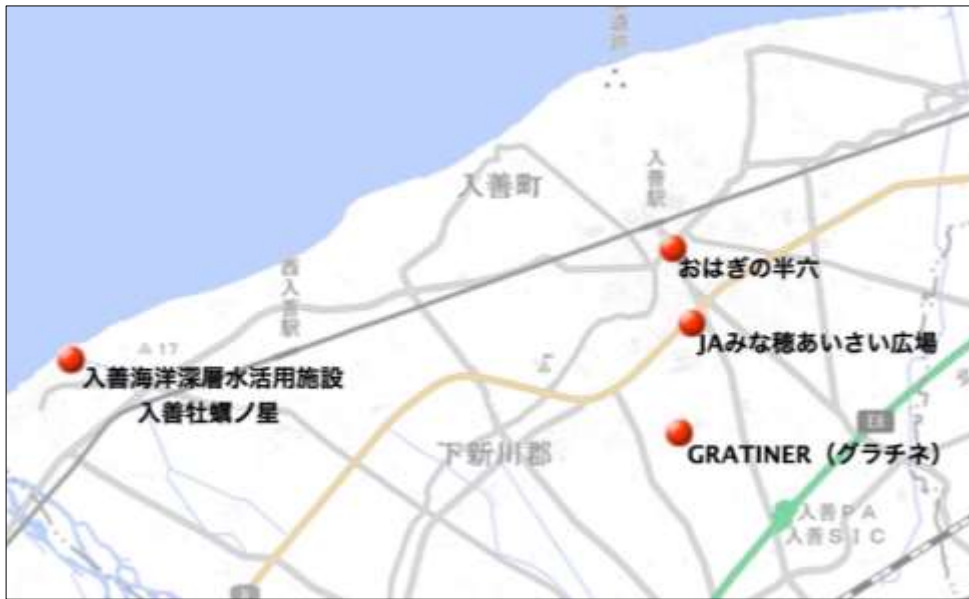 入善駅
入善町
おはぎの半六
西入善駅
JAみな穂あいさい広場
17
入善海洋深層水活用施設
入善牡蠣ノ星
下新川郡
E8
GRATINER（グラチネ）
入善PA
入善SIC
8